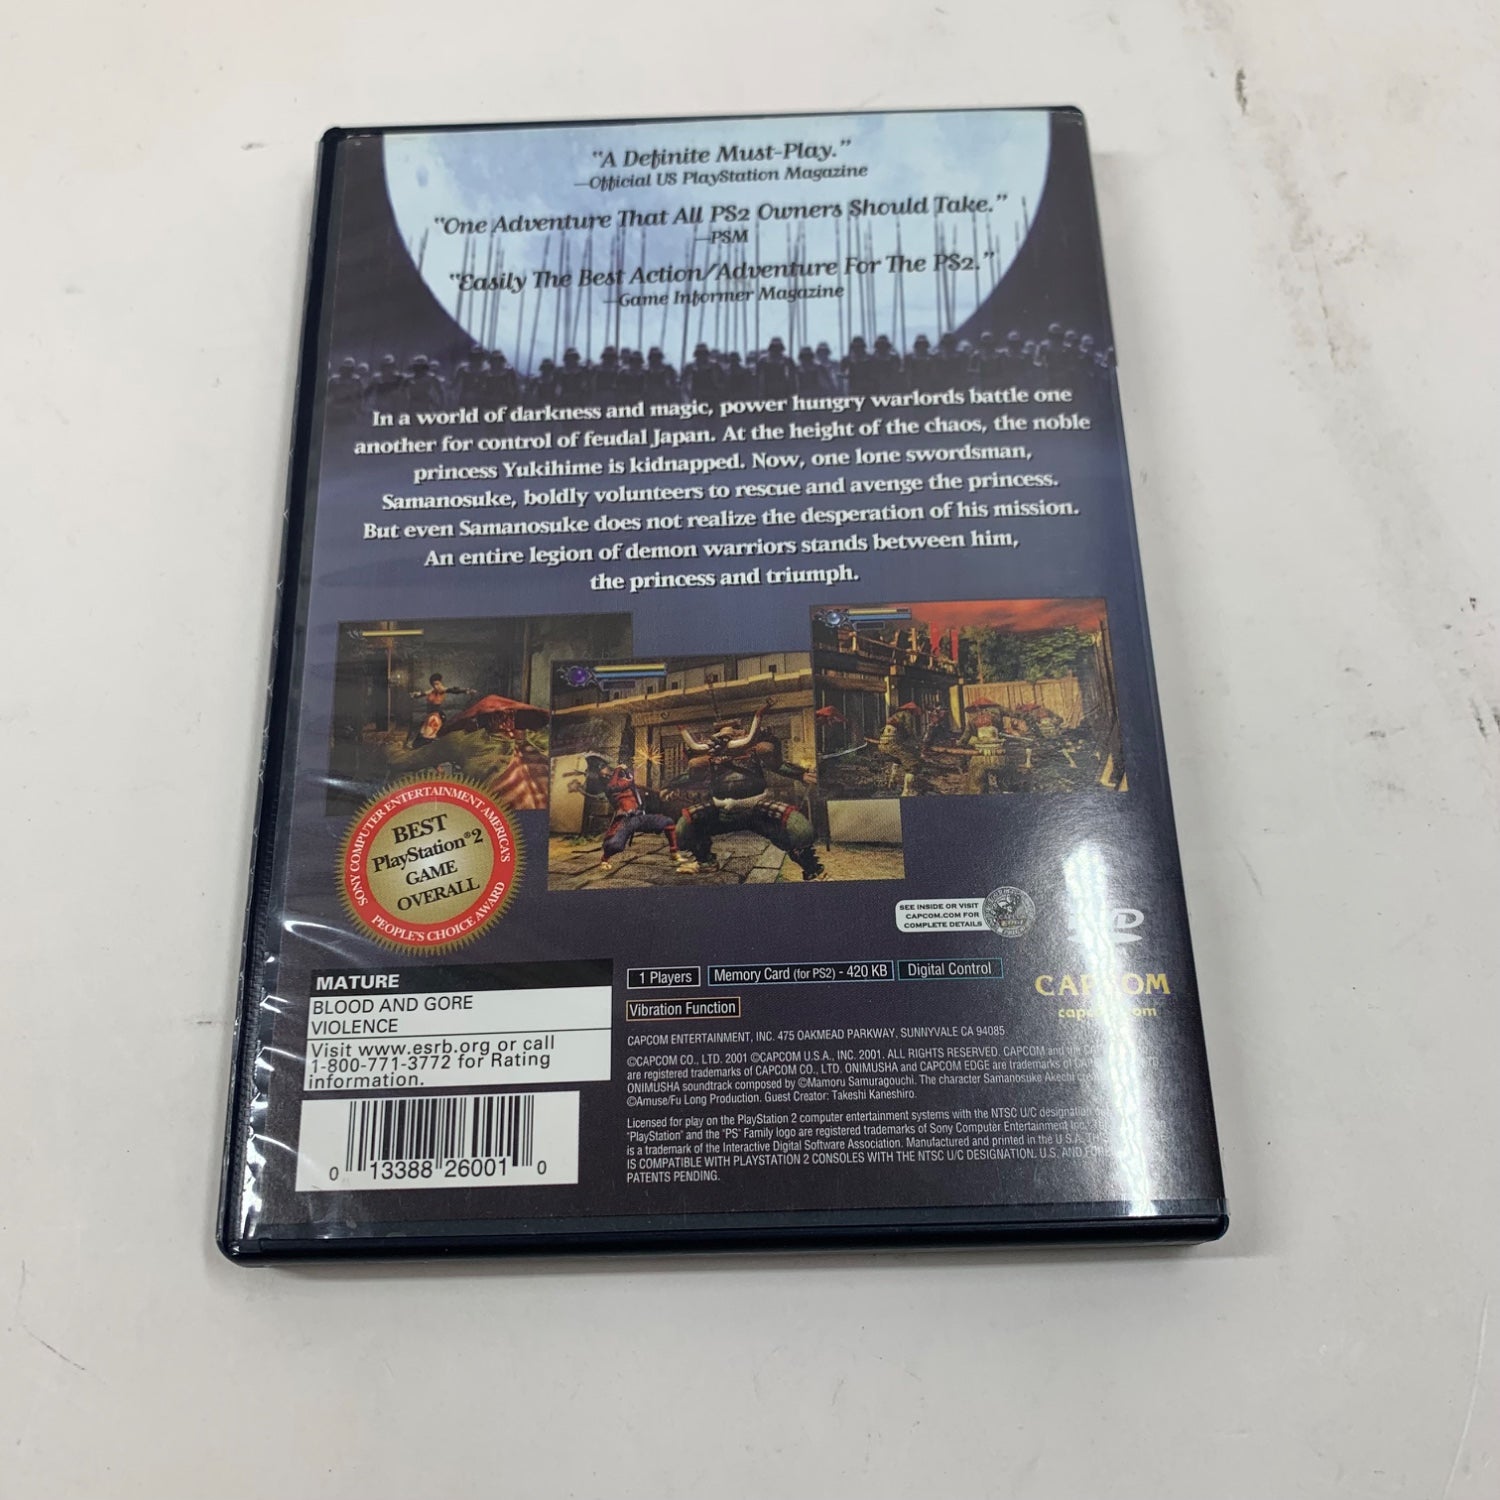 "A Definite Must-Play."
—Official US PlayStation Magazine
"One Adventure That All PS2 Owners Should Take."
—PSM
"Easily The Best Action/Adventure For The PS2."
—Game Informer Magazine
In a world of darkness and magic, power hungry warlords battle one
another for control of feudal Japan. At the height of the chaos, the noble
princess Yukihime is kidnapped. Now, one lone swordsman,
Samanosuke, boldly volunteers to rescue and avenge the princess.
But even Samanosuke does not realize the desperation of his mission.
An entire legion of demon warriors stands between him,
the princess and triumph.
SONY COMPUTER ENTERTAINMENT AMERICA'S
BEST
PlayStation®2
GAME
OVERALL
PEOPLE'S CHOICE AWARD
SEE INSIDE OR VISIT
CAPCOM.COM FOR
COMPLETE DETAILS
MATURE
BLOOD AND GORE
VIOLENCE
Visit www.esrb.org or call
1-800-771-3772 for Rating
information.
0 13388 26001 0
1 Players
Memory Card (for PS2) - 420 KB
Digital Control
Vibration Function
CAPCOM
CAPCOM ENTERTAINMENT, INC. 475 OAKMEAD PARKWAY, SUNNYVALE CA 94085
©CAPCOM CO., LTD. 2001 ©CAPCOM U.S.A., INC. 2001. ALL RIGHTS RESERVED. CAPCOM and
are registered trademarks of CAPCOM CO., LTD. ONIMUSHA and CAPCOM EDGE are trademarks of
ONIMUSHA soundtrack composed by ©Mamoru Samuragouchi. The character Samanosuke Akechi
©Amuse/Fu Long Production. Guest Creator: Takeshi Kaneshiro.
Licensed for play on the PlayStation 2 computer entertainment systems with the NTSC U/C designation
"PlayStation" and the "PS" Family logo are registered trademarks of Sony Computer Entertainment Inc.
is a trademark of the Interactive Digital Software Association. Manufactured and printed in the U.S.A.
IS COMPATIBLE WITH PLAYSTATION 2 CONSOLES WITH THE NTSC U/C DESIGNATION. U.S. AND
PATENTS PENDING.